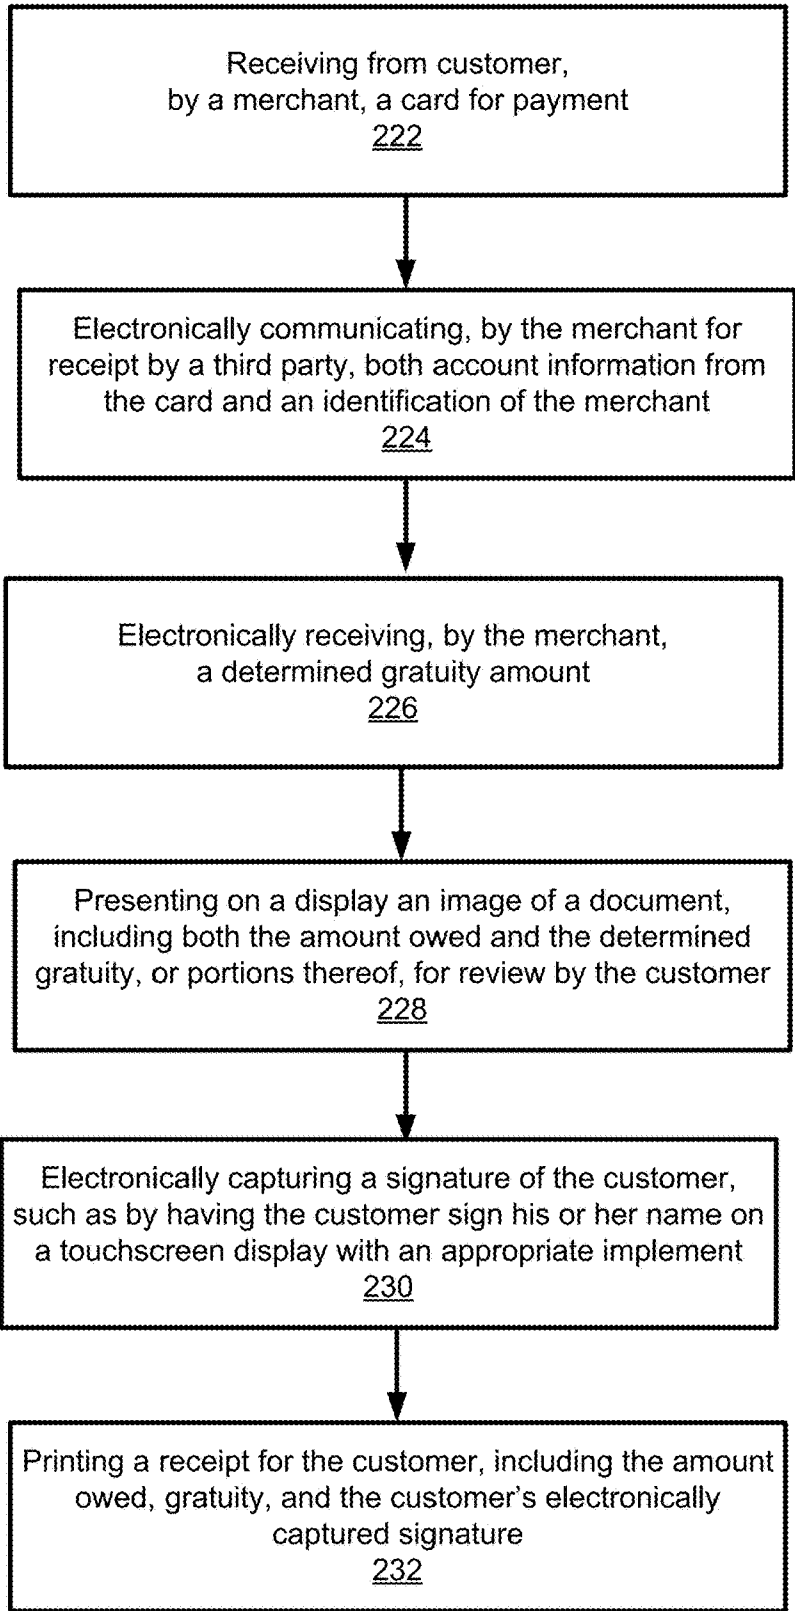 Receiving from customer,
by a merchant, a card for payment
222
Electronically communicating, by the merchant for
receipt by a third party, both account information from
the card and an identification of the merchant
224
Electronically receiving, by the merchant,
a determined gratuity amount
226
Presenting on a display an image of a document,
including both the amount owed and the determined
gratuity, or portions thereof, for review by the customer
228
Electronically capturing a signature of the customer,
such as by having the customer sign his or her name on
a touchscreen display with an appropriate implement
230
Printing a receipt for the customer, including the amount
owed, gratuity, and the customer's electronically
captured signature
232